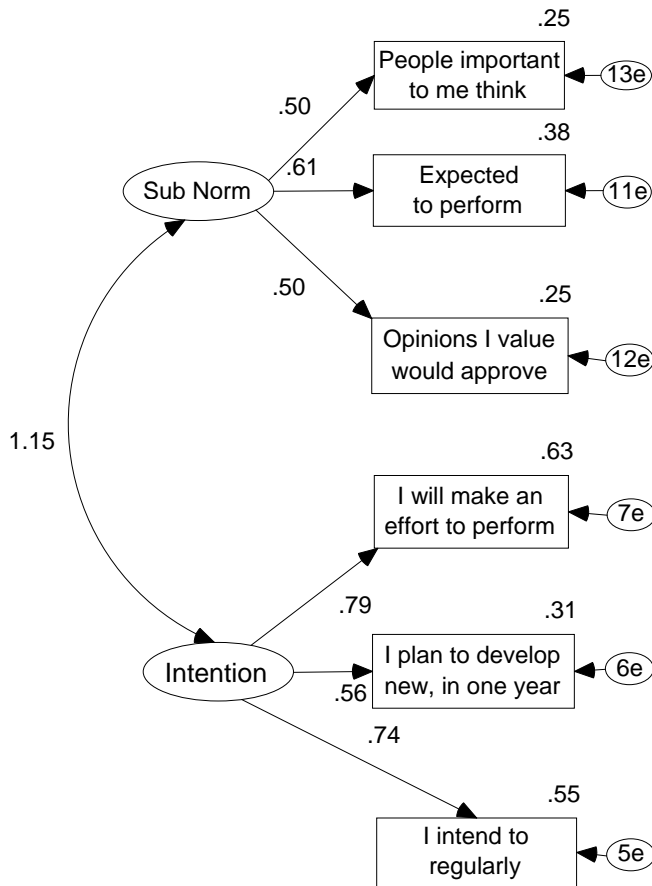 .25
People important
to me think
13e
.50
.38
.61
Expected
to perform
11e
Sub Norm
.50
.25
Opinions I value
would approve
12e
1.15
.63
I will make an
effort to perform
7e
.79
.31
Intention
I plan to develop
new, in one year
6e
.56
.74
.55
I intend to
regularly
5e